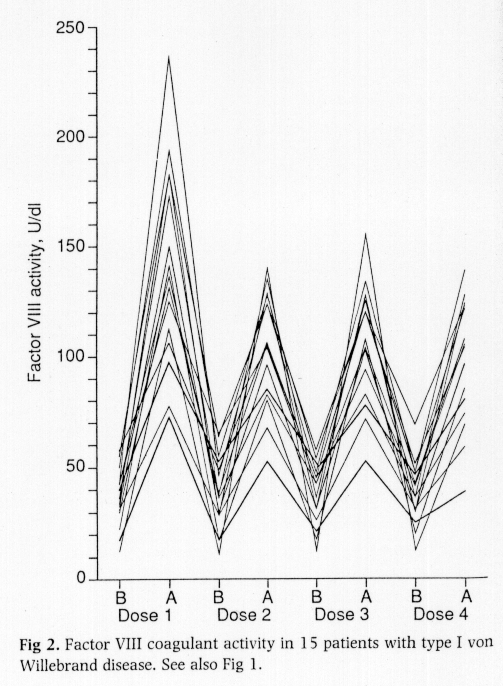 250
200
150
100
50
0
Factor VIII activity, U/dl
B A B A B A B A
Dose 1 Dose 2 Dose 3 Dose 4
Fig 2. Factor VIII coagulant activity in 15 patients with type I von
Willebrand disease. See also Fig 1.